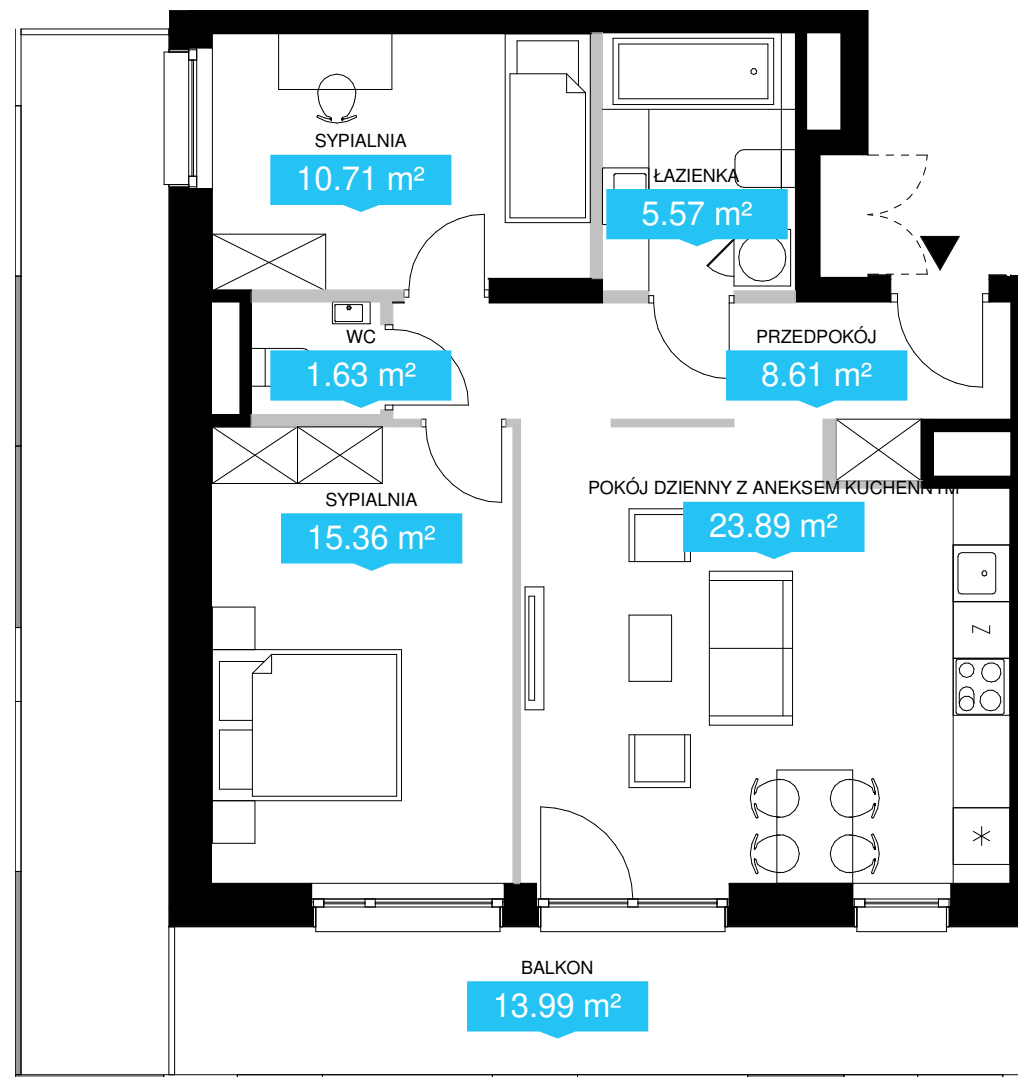 SYPIALNIA
10.71 m²
ŁAZIENKA
5.57 m²
WC
1.63 m²
PRZEDPOKÓJ
8.61 m²
SYPIALNIA
15.36 m²
POKÓJ DZIENNY Z ANEKSEM KUCHENNYM
23.89 m²
Z
BALKON
13.99 m²